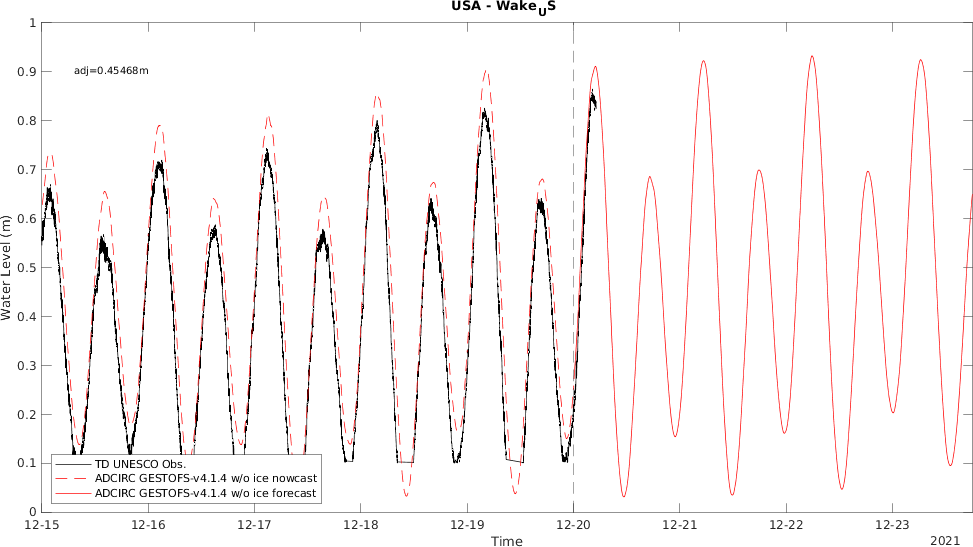 USA - Wake_US
adj=0.45468m
Water Level (m)
1
0.9
0.8
0.7
0.6
0.5
0.4
0.3
0.2
0.1
0
TD UNESCO Obs.
ADCIRC GESTOFS-v4.1.4 w/o ice nowcast
ADCIRC GESTOFS-v4.1.4 w/o ice forecast
12-15 12-16 12-17 12-18 12-19 12-20 12-21 12-22 12-23
Time
2021